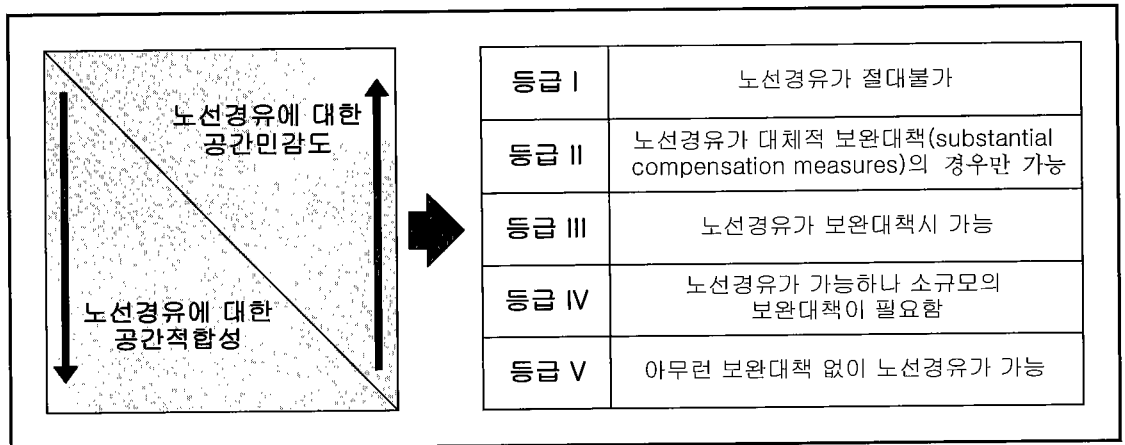 노선경유에 대한
공간민감도
노선경유에 대한
공간적합성
등급 I
노선경유가 절대불가
등급 II
노선경유가 대체적 보완대책(substantial
compensation measures)의 경우만 가능
등급 III
노선경유가 보완대책시 가능
등급 IV
노선경유가 가능하나 소규모의
보완대책이 필요함
등급 V
아무런 보완대책 없이 노선경유가 가능